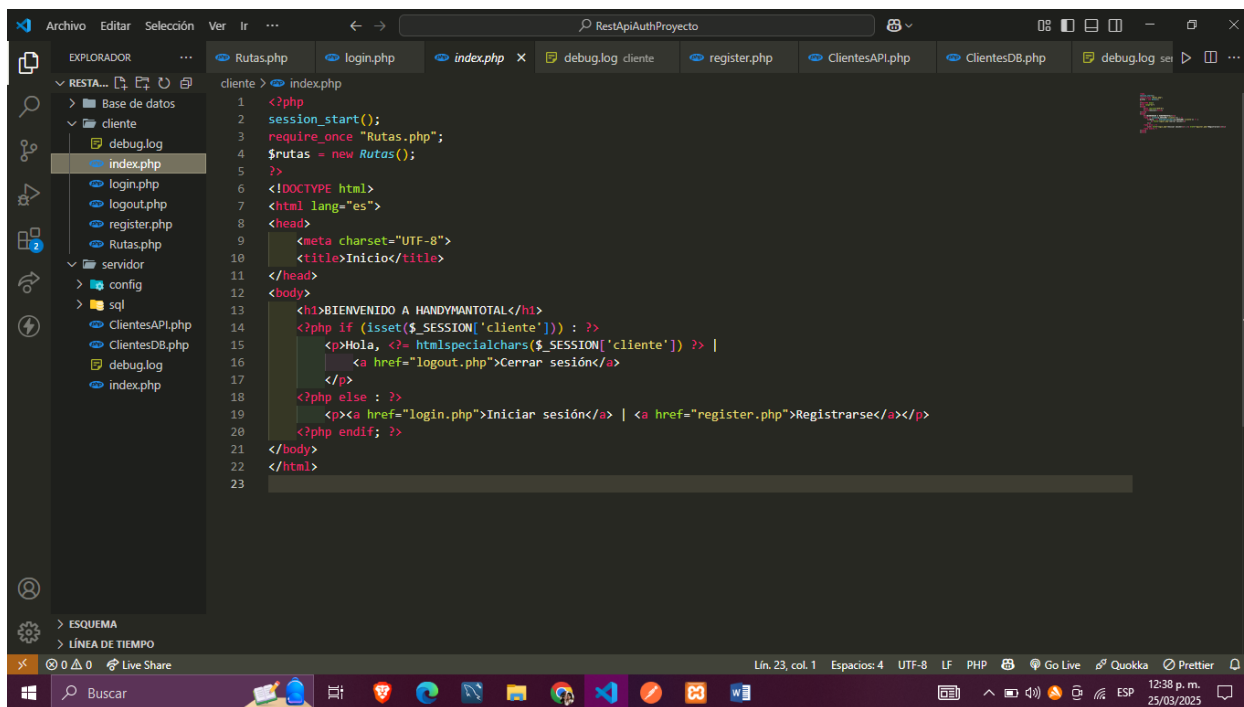 Archivo Editar Selección Ver Ir ··· RestApiAuthProyecto
EXPLORADOR ···
Rutas.php login.php index.php debug.log cliente register.php ClientesAPI.php ClientesDB.php debug.log ser
RESTA...
Base de datos
cliente
debug.log
index.php
login.php
logout.php
register.php
Rutas.php
servidor
config
sql
ClientesAPI.php
ClientesDB.php
debug.log
index.php
ESQUEMA
LÍNEA DE TIEMPO
2
cliente > index.php
1 <?php
2 session_start();
3 require_once "Rutas.php";
4 $rutas = new Rutas();
5 ?>
6 <!DOCTYPE html>
7 <html lang="es">
8 <head>
9 <meta charset="UTF-8">
10 <title>Inicio</title>
11 </head>
12 <body>
13 <h1>BIENVENIDO A HANDYMANTOTAL</h1>
14 <?php if (isset($_SESSION['cliente'])) : ?>
15 <p>Hola, <?= htmlspecialchars($_SESSION['cliente']) ?> |
16 <a href="logout.php">Cerrar sesión</a>
17 </p>
18 <?php else : ?>
19 <p><a href="login.php">Iniciar sesión</a> | <a href="register.php">Registrarse</a></p>
20 <?php endif; ?>
21 </body>
22 </html>
23
0 0 Live Share Lín. 23, col. 1 Espacios: 4 UTF-8 LF PHP Go Live Quokka Prettier
Buscar ESP 12:38 p. m.
25/03/2025